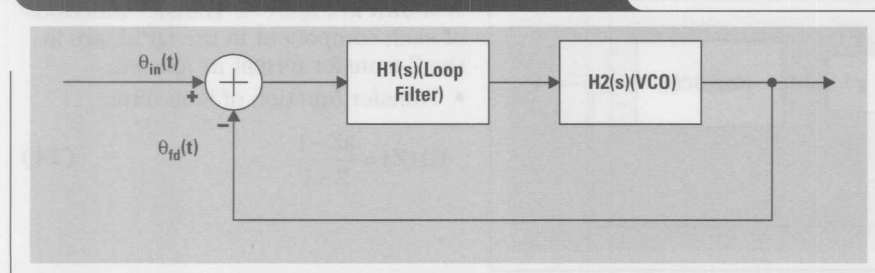 θin(t)
+
−
θfd(t)
H1(s)(Loop
Filter)
H2(s)(VCO)